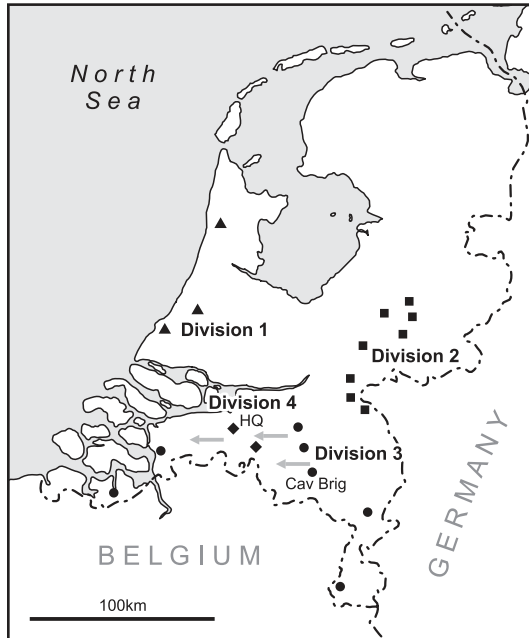 North
Sea
Division 1
Division 2
Division 4
HQ
Division 3
Cav Brig
GERMANY
BELGIUM
100km